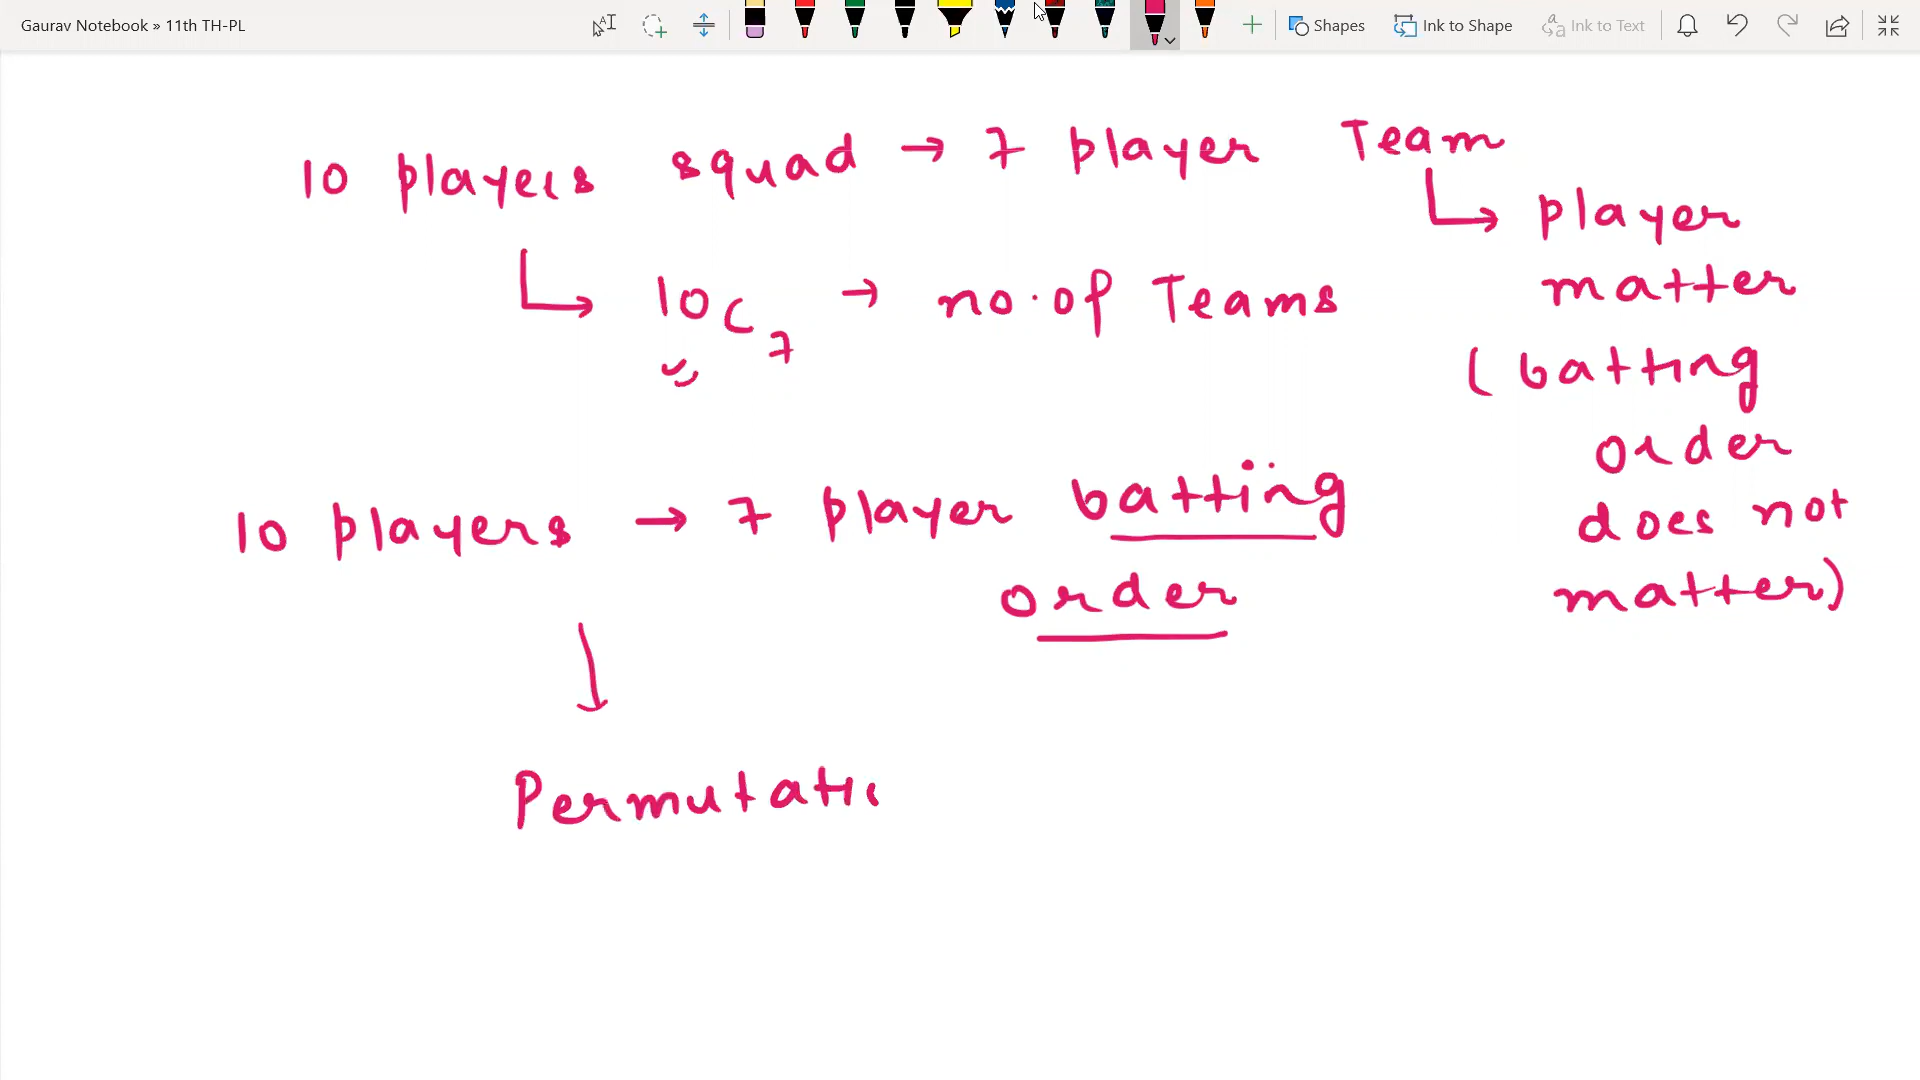 Gaurav Notebook » 11th TH-PL
Shapes Ink to Shape Ink to Text
10 players squad → 7 player Team
player
matter
(batting
order
does not
matter)
10C7 → no. of Teams
10 players → 7 player batting
order
Permutati